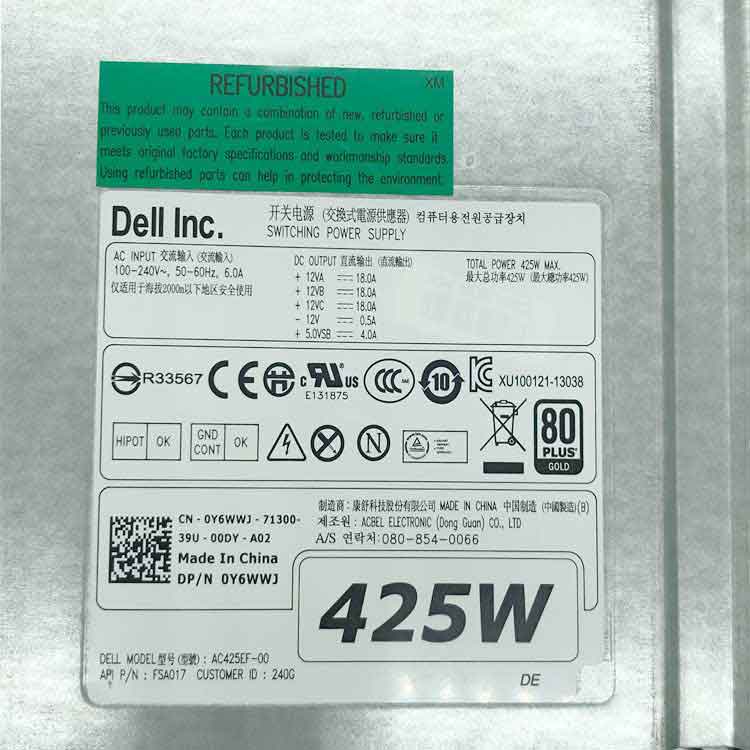 REFURBISHED XM
This product may contain a combination of new, refurbished or
previously used parts. Each product is tested to make sure it
meets original factory specifications and workmanship standards.
Using refurbished parts can help in protecting the environment.
Dell Inc. 开关电源 (交換式電源供應器) 컴퓨터용전원공급장치
SWITCHING POWER SUPPLY
AC INPUT 交流输入 (交流輸入)
100-240V~, 50-60Hz, 6.0A
仅适用于海拔2000m以下地区安全使用
DC OUTPUT 直流输出 (直流輸出)
+ 12VA 18.0A
+ 12VB 18.0A
+ 12VC 18.0A
- 12V 0.5A
+ 5.0VSB 4.0A
TOTAL POWER 425W MAX.
最大总功率425W (最大總功率425W)
R33567 CE c UR US CCC 10 XU100121-13038
E131875
HIPOT OK GND CONT OK N 80 PLUS GOLD
CN - 0Y6WWJ - 71300-
39U - 00DY - A02
Made In China
DP/N 0Y6WWJ
制造商: 康舒科技股份有限公司 MADE IN CHINA 中国制造 (中國製造)(B)
제조원: ACBEL ELECTRONIC (Dong Guan) CO., LTD
A/S 연락처:080-854-0066
425W
DELL MODEL 型号(型號): AC425EF-00
API P/N : FSA017 CUSTOMER ID : 240G
DE